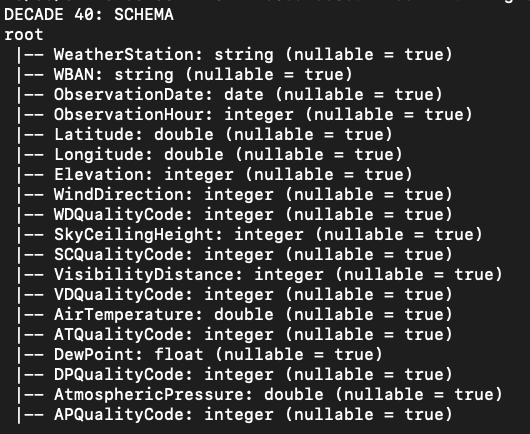 DECADE 40: SCHEMA
root
 |-- WeatherStation: string (nullable = true)
 |-- WBAN: string (nullable = true)
 |-- ObservationDate: date (nullable = true)
 |-- ObservationHour: integer (nullable = true)
 |-- Latitude: double (nullable = true)
 |-- Longitude: double (nullable = true)
 |-- Elevation: integer (nullable = true)
 |-- WindDirection: integer (nullable = true)
 |-- WDQualityCode: integer (nullable = true)
 |-- SkyCeilingHeight: integer (nullable = true)
 |-- SCQualityCode: integer (nullable = true)
 |-- VisibilityDistance: integer (nullable = true)
 |-- VDQualityCode: integer (nullable = true)
 |-- AirTemperature: double (nullable = true)
 |-- ATQualityCode: integer (nullable = true)
 |-- DewPoint: float (nullable = true)
 |-- DPQualityCode: integer (nullable = true)
 |-- AtmosphericPressure: double (nullable = true)
 |-- APQualityCode: integer (nullable = true)